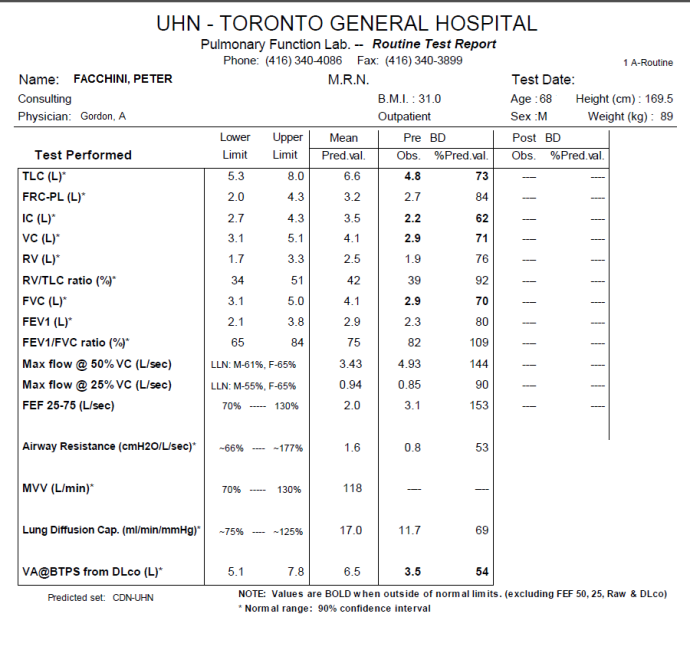 UHN - TORONTO GENERAL HOSPITAL
Pulmonary Function Lab. -- Routine Test Report
Phone: (416) 340-4086 Fax: (416) 340-3899
1 A-Routine
Name: FACCHINI, PETER M.R.N. Test Date:
Consulting B.M.I. : 31.0 Age : 68 Height (cm) : 169.5
Physician: Gordon, A Outpatient Sex : M Weight (kg) : 89
Lower Upper Mean Pre BD Post BD
Test Performed Limit Limit Pred.val. Obs. %Pred.val. Obs. %Pred.val.
TLC (L)* 5.3 8.0 6.6 4.8 73 ---- ----
FRC-PL (L)* 2.0 4.3 3.2 2.7 84 ---- ----
IC (L)* 2.7 4.3 3.5 2.2 62 ---- ----
VC (L)* 3.1 5.1 4.1 2.9 71 ---- ----
RV (L)* 1.7 3.3 2.5 1.9 76 ---- ----
RV/TLC ratio (%)* 34 51 42 39 92 ---- ----
FVC (L)* 3.1 5.0 4.1 2.9 70 ---- ----
FEV1 (L)* 2.1 3.8 2.9 2.3 80 ---- ----
FEV1/FVC ratio (%)* 65 84 75 82 109 ---- ----
Max flow @ 50% VC (L/sec) LLN: M-61%, F-65% 3.43 4.93 144 ---- ----
Max flow @ 25% VC (L/sec) LLN: M-55%, F-65% 0.94 0.85 90 ---- ----
FEF 25-75 (L/sec) 70% ----- 130% 2.0 3.1 153 ---- ----
Airway Resistance (cmH2O/L/sec)* ~66% ---- ~177% 1.6 0.8 53
MVV (L/min)* 70% ----- 130% 118 ---- ----
Lung Diffusion Cap. (ml/min/mmHg)* ~75% ---- ~125% 17.0 11.7 69
VA@BTPS from DLco (L)* 5.1 7.8 6.5 3.5 54
Predicted set: CDN-UHN NOTE: Values are BOLD when outside of normal limits. (excluding FEF 50, 25, Raw & DLco)
* Normal range: 90% confidence interval